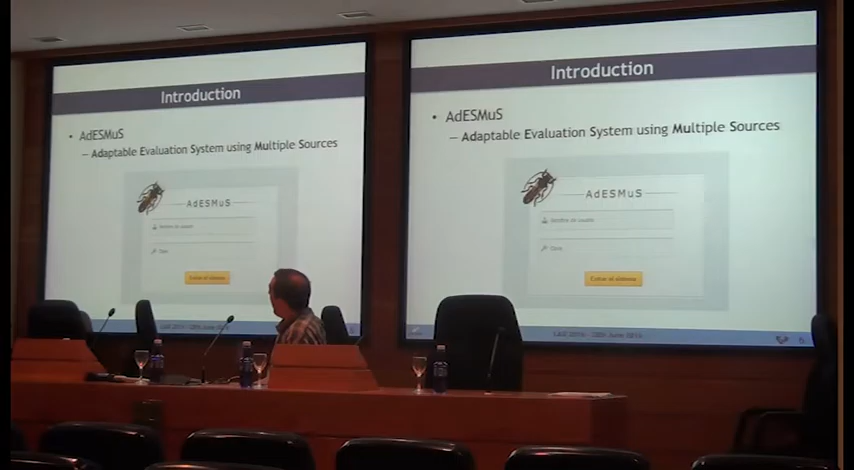 Introduction
• AdESMuS
– Adaptable Evaluation System using Multiple Sources
AdESMuS
Nombre de usuario
Clave
Entrar al sistema
Introduction
• AdESMuS
– Adaptable Evaluation System using Multiple Sources
AdESMuS
Nombre de usuario
Clave
Entrar al sistema